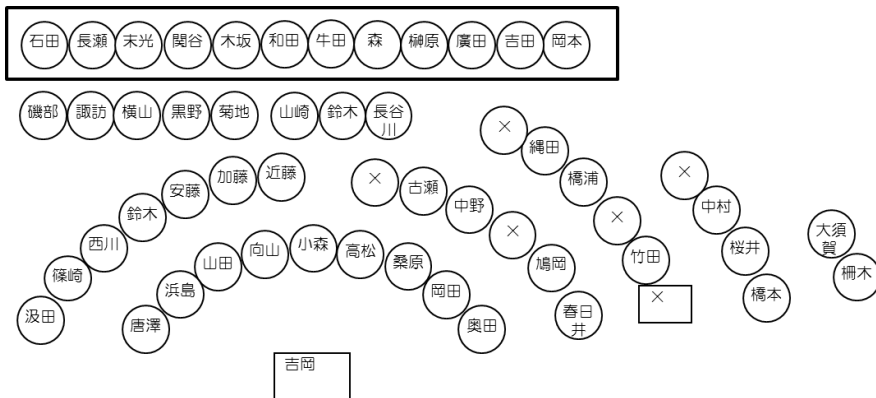 石田 長瀬 末光 関谷 木坂 和田 牛田 森 榊原 廣田 吉田 岡本
磯部 諏訪 横山 黒野 菊地 山崎 鈴木 長谷川
× 縄田 橋浦 × 竹田 ×
× 中村 桜井 橋本
大須賀 柵木
汲田 篠崎 西川 鈴木 安藤 加藤 近藤
× 古瀬 中野 × 鳩岡 春日井
唐澤 浜島 山田 向山 小森 高松 桑原 岡田 奥田
吉岡